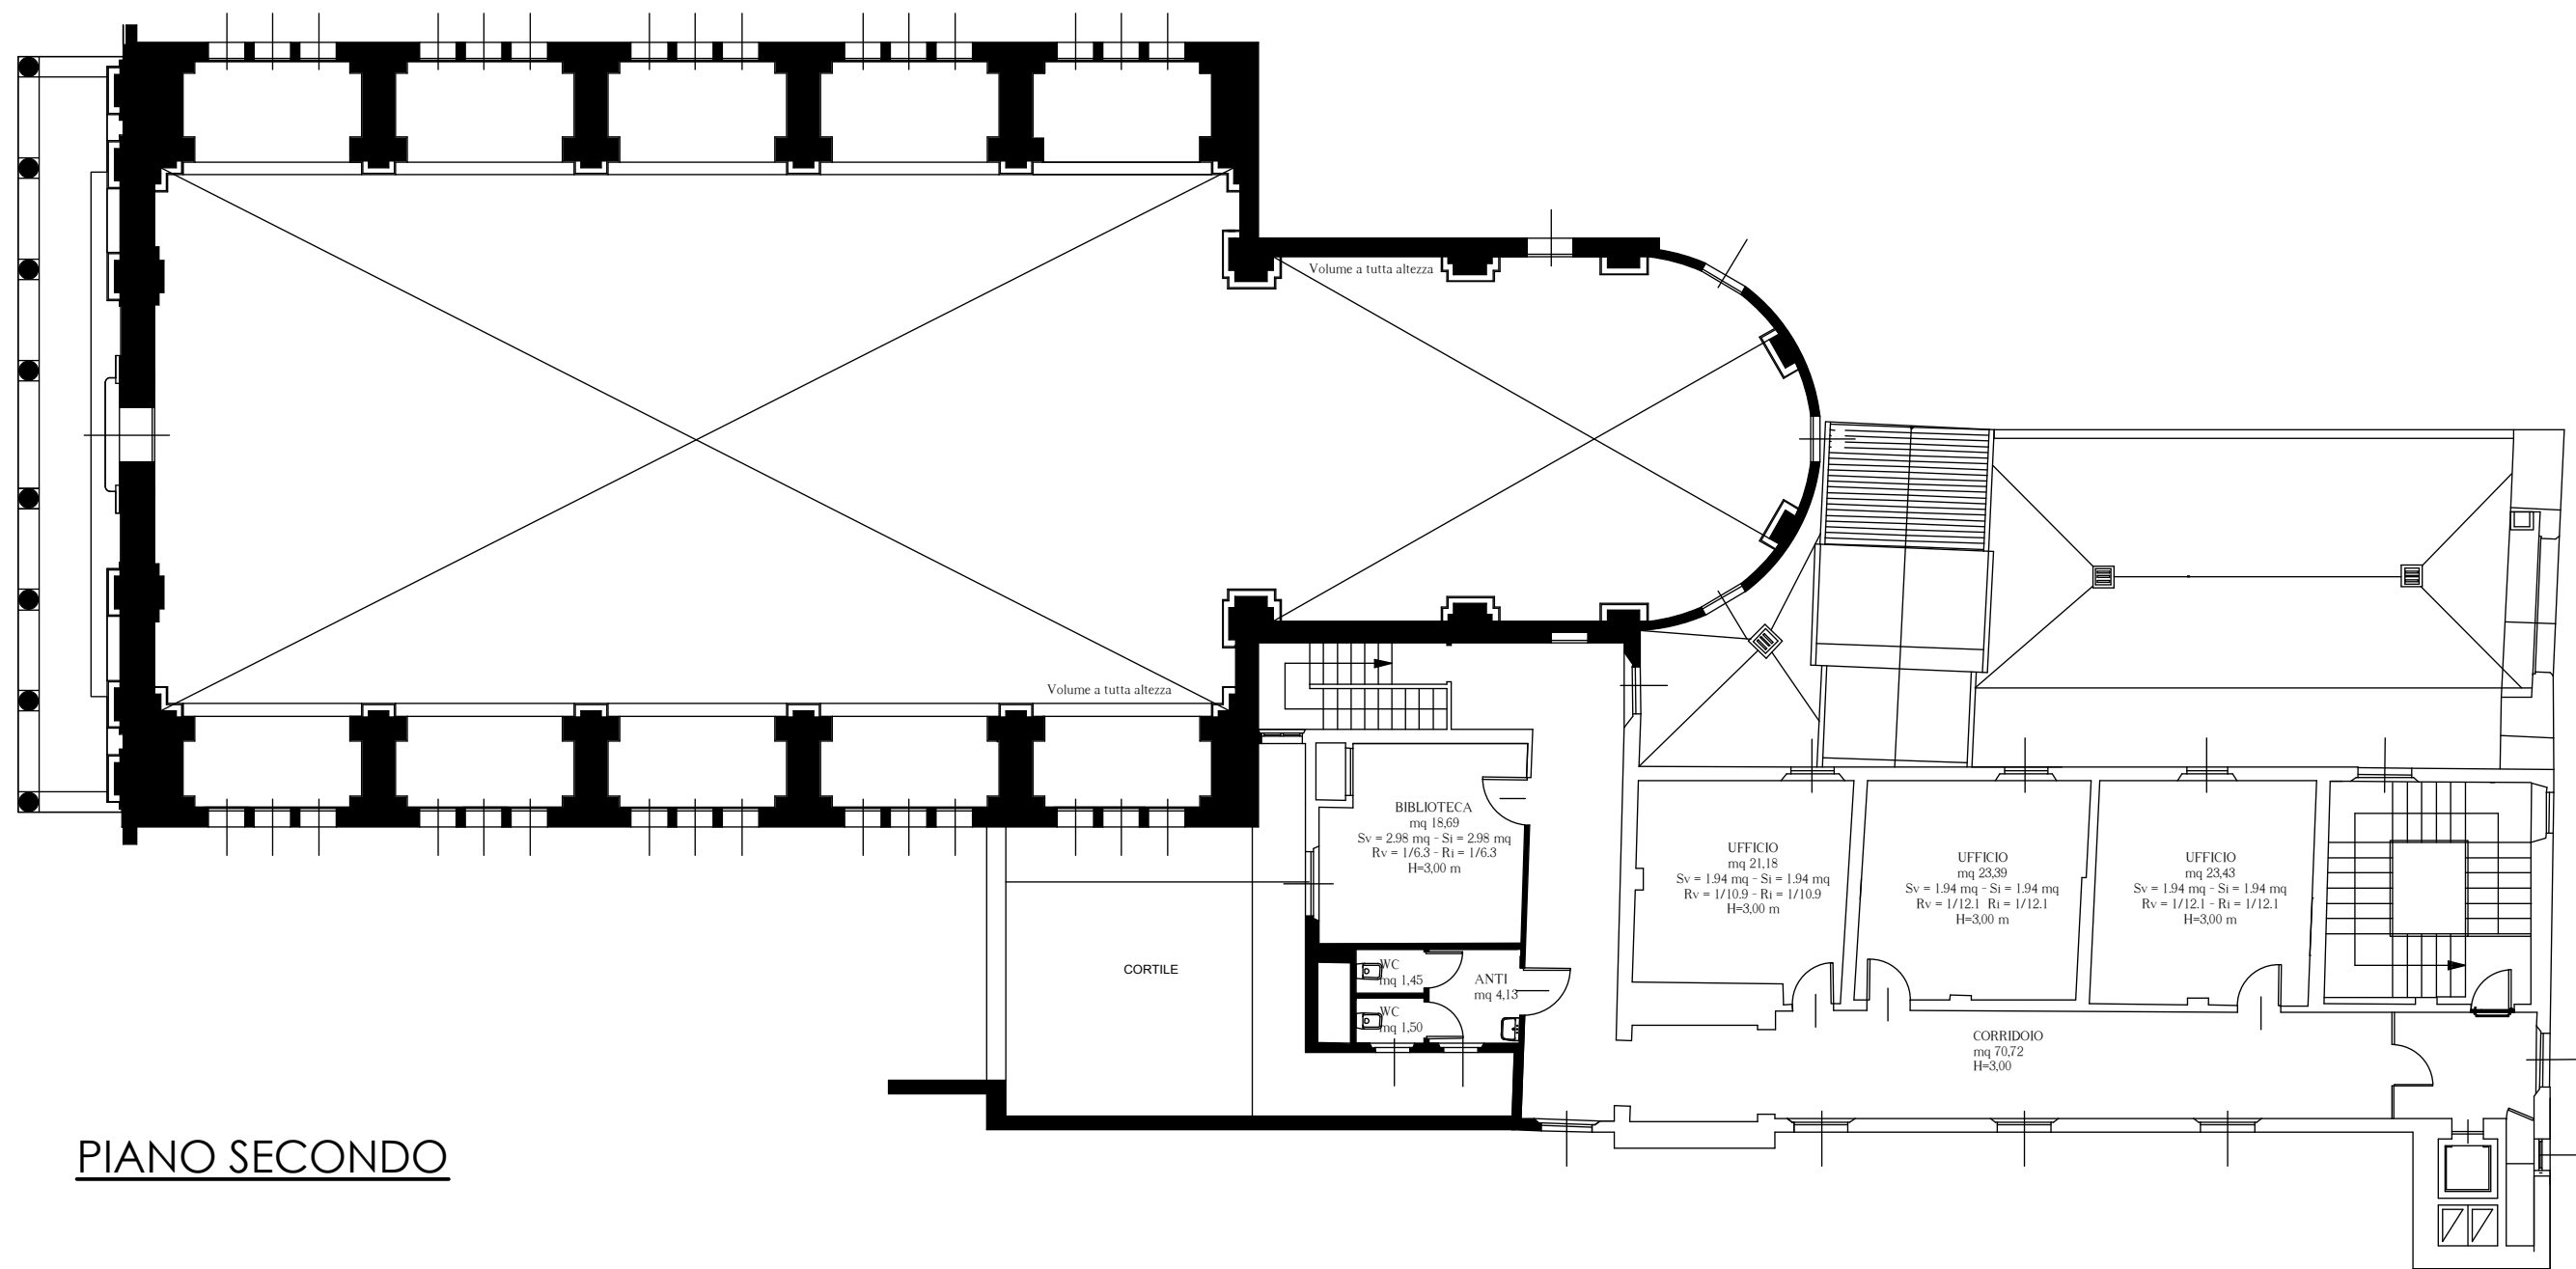 Volume a tutta altezza
Volume a tutta altezza
BIBLIOTECA
mq 18,69
Sv = 2.98 mq - Si = 2.98 mq
Rv = 1/6.3 - Ri = 1/6.3
H=3,00 m
UFFICIO
mq 21,18
Sv = 1.94 mq - Si = 1.94 mq
Rv = 1/10.9 - Ri = 1/10.9
H=3,00 m
UFFICIO
mq 23,39
Sv = 1.94 mq - Si = 1.94 mq
Rv = 1/12.1 Ri = 1/12.1
H=3,00 m
UFFICIO
mq 23,43
Sv = 1.94 mq - Si = 1.94 mq
Rv = 1/12.1 - Ri = 1/12.1
H=3,00 m
CORTILE
WC
mq 1,45
ANTI
mq 4,13
WC
mq 1,50
CORRIDOIO
mq 70,72
H=3,00
PIANO SECONDO